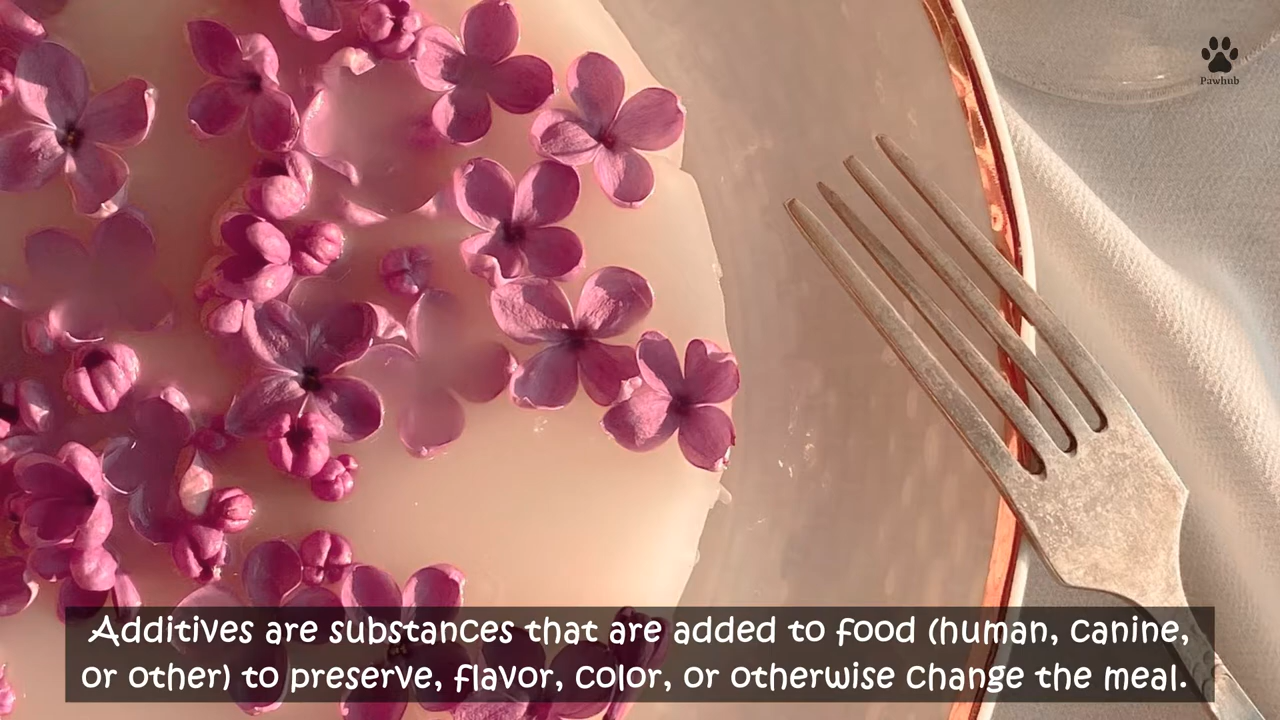 Pawhub
Additives are substances that are added to food (human, canine,
or other) to preserve, flavor, color, or otherwise change the meal.